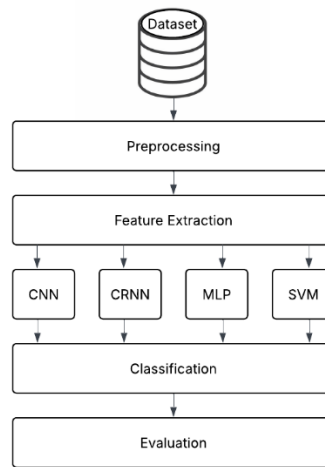 Dataset
Preprocessing
Feature Extraction
CNN CRNN MLP SVM
Classification
Evaluation